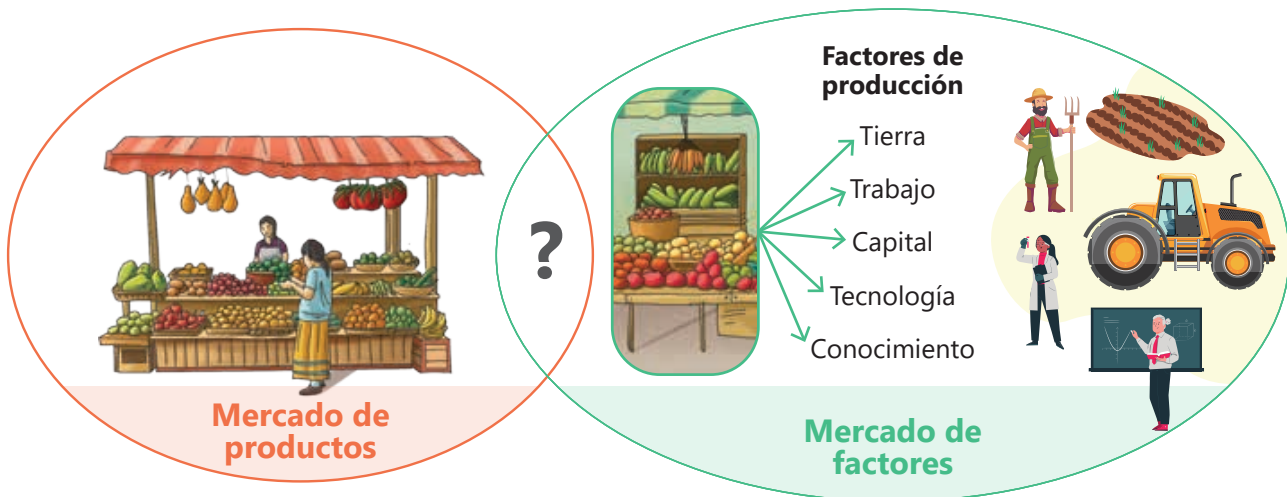 Factores de
producción
Tierra
Trabajo
Capital
Tecnología
Conocimiento
?
Mercado de
productos
Mercado de
factores